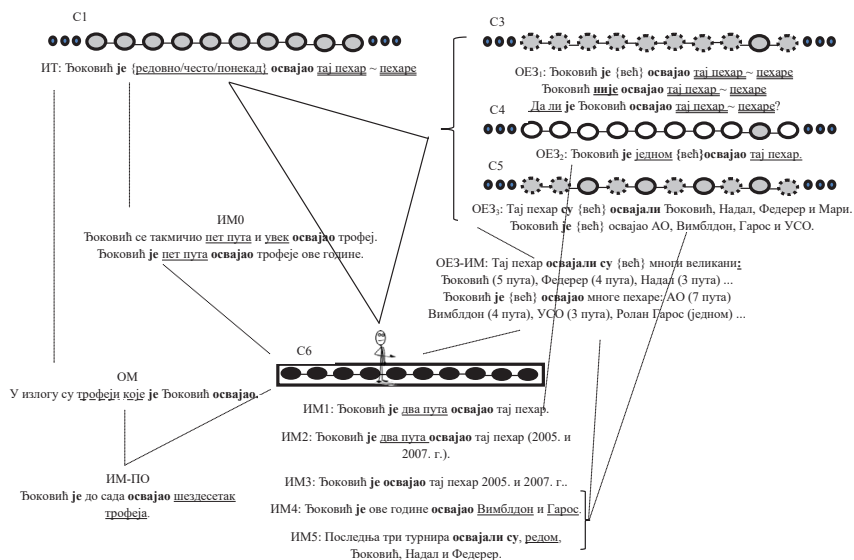 С1
ИТ: Ђоковић је {редовно/често/понекад} освајао тај пехар ~ пехаре
С3
ОЕЗ₁: Ђоковић је {већ} освајао тај пехар ~ пехаре
Ђоковић није освајао тај пехар ~ пехаре
Да ли је Ђоковић освајао тај пехар ~ пехаре?
С4
ОЕЗ₂: Ђоковић је једном {већ}освајао тај пехар.
С5
ОЕЗ₃: Тај пехар су {већ} освајали Ђоковић, Надал, Федерер и Мари.
Ђоковић је {већ} освајао АО, Вимблдон, Гарос и УСО.
ИМ0
Ђоковић се такмичио пет пута и увек освајао трофеј.
Ђоковић је пет пута освајао трофеје ове године.
ОЕЗ-ИМ: Тај пехар освајали су {већ} многи великани:
Ђоковић (5 пута), Федерер (4 пута), Надал (3 пута) ...
Ђоковић је {већ} освајао многе пехаре: АО (7 пута)
Вимблдон (4 пута), УСО (3 пута), Ролан Гарос (једном) ...
С6
ОМ
У излогу су трофеји које је Ђоковић освајао.
ИМ1: Ђоковић је два пута освајао тај пехар.
ИМ2: Ђоковић је два пута освајао тај пехар (2005. и
2007. г.).
ИМ-ПО
Ђоковић је до сада освајао шездесетак
трофеја.
ИМ3: Ђоковић је освајао тај пехар 2005. и 2007. г..
ИМ4: Ђоковић је ове године освајао Вимблдон и Гарос.
ИМ5: Последња три турнира освајали су, редом,
Ђоковић, Надал и Федерер.